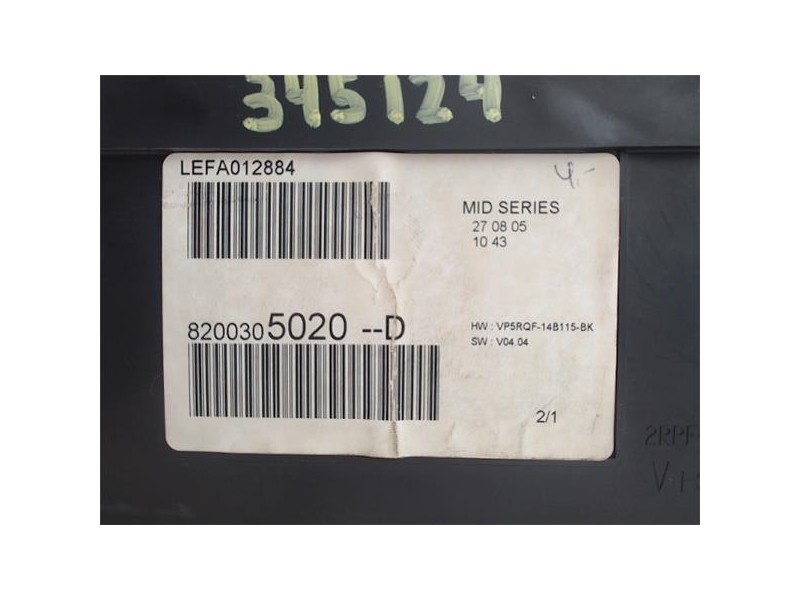 345124
LEFA012884
4,-
MID SERIES
27 08 05
10 43
8200305020 --D
HW : VP5RQF-14B115-BK
SW : V04.04
2/1
2RPF